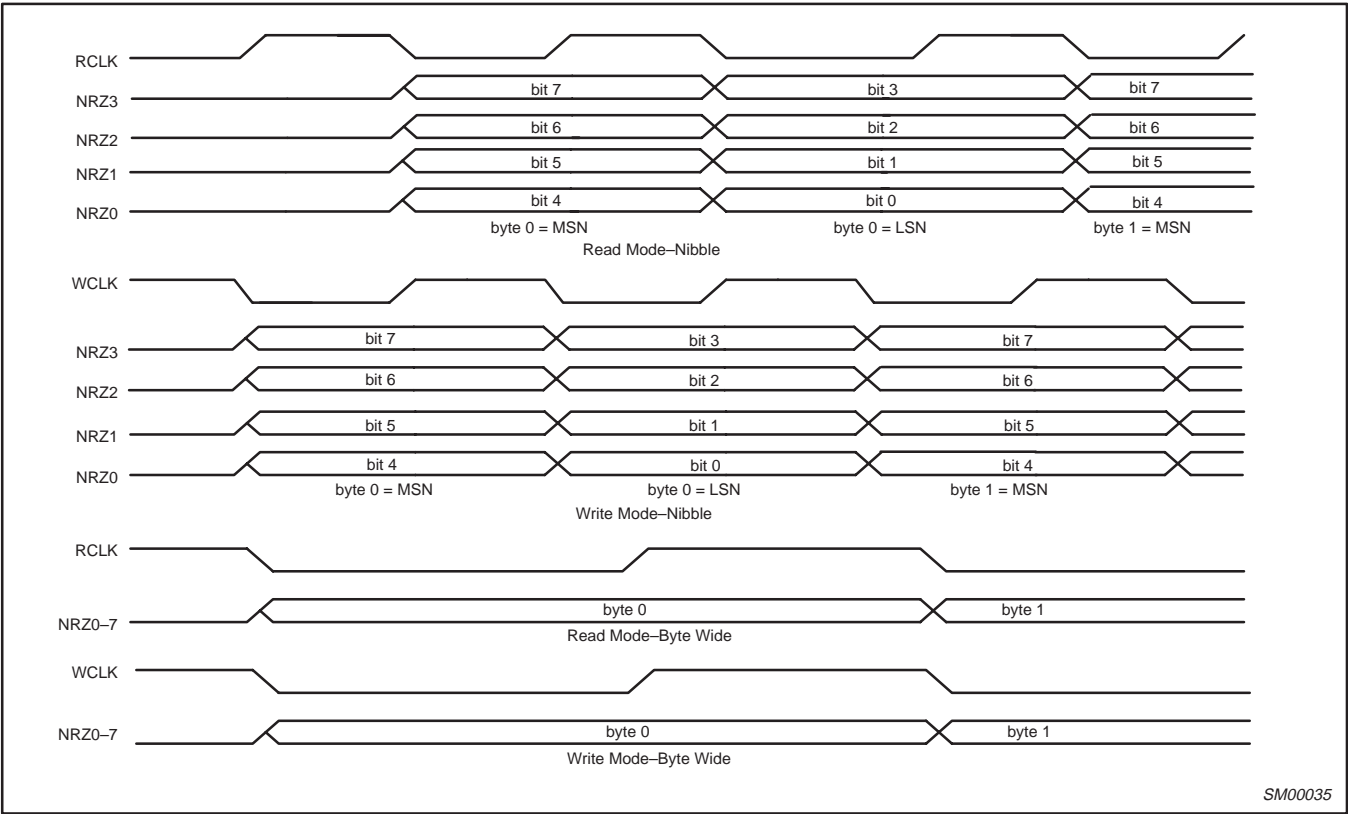 RCLK
NRZ3 bit 7 bit 3 bit 7
NRZ2 bit 6 bit 2 bit 6
NRZ1 bit 5 bit 1 bit 5
NRZ0 bit 4 bit 0 bit 4
byte 0 = MSN byte 0 = LSN byte 1 = MSN
Read Mode–Nibble
WCLK
NRZ3 bit 7 bit 3 bit 7
NRZ2 bit 6 bit 2 bit 6
NRZ1 bit 5 bit 1 bit 5
NRZ0 bit 4 bit 0 bit 4
byte 0 = MSN byte 0 = LSN byte 1 = MSN
Write Mode–Nibble
RCLK
NRZ0–7 byte 0 byte 1
Read Mode–Byte Wide
WCLK
NRZ0–7 byte 0 byte 1
Write Mode–Byte Wide
SM00035